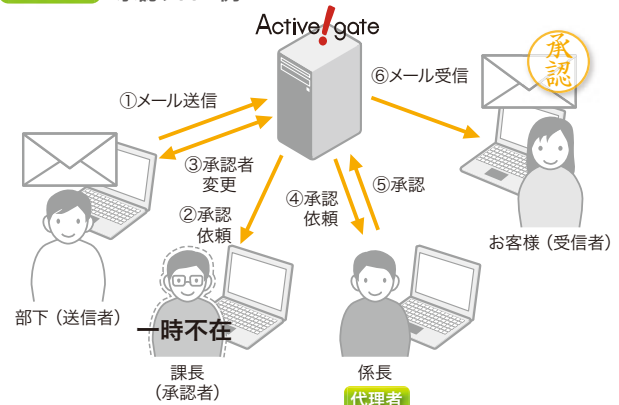 Active! gate
①メール送信
⑥メール受信
承認
③承認者
変更
②承認
依頼
④承認
依頼
⑤承認
お客様（受信者）
部下（送信者）
一時不在
課長
（承認者）
係長
代理者